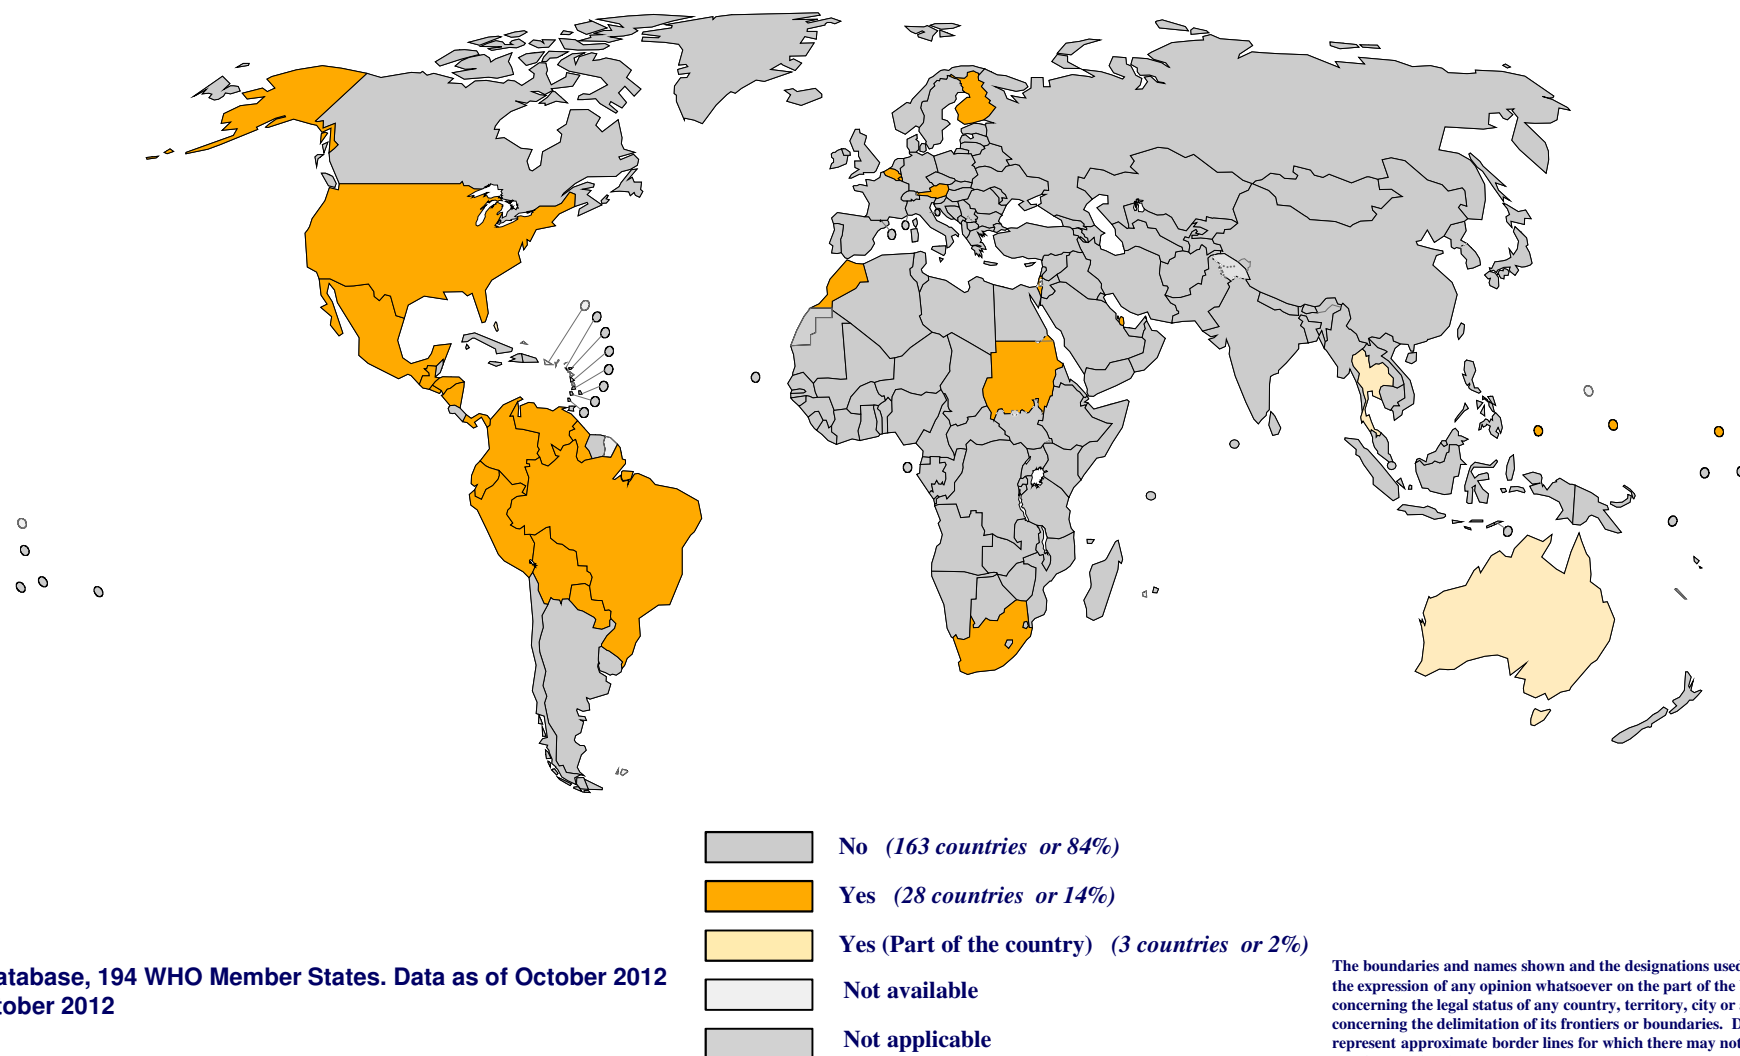 No (163 countries or 84%)
Yes (28 countries or 14%)
Yes (Part of the country) (3 countries or 2%)
Not available
Not applicable
atabase, 194 WHO Member States. Data as of October 2012
tober 2012
The boundaries and names shown and the designations used
the expression of any opinion whatsoever on the part of the
concerning the legal status of any country, territory, city or
concerning the delimitation of its frontiers or boundaries. D
represent approximate border lines for which there may not